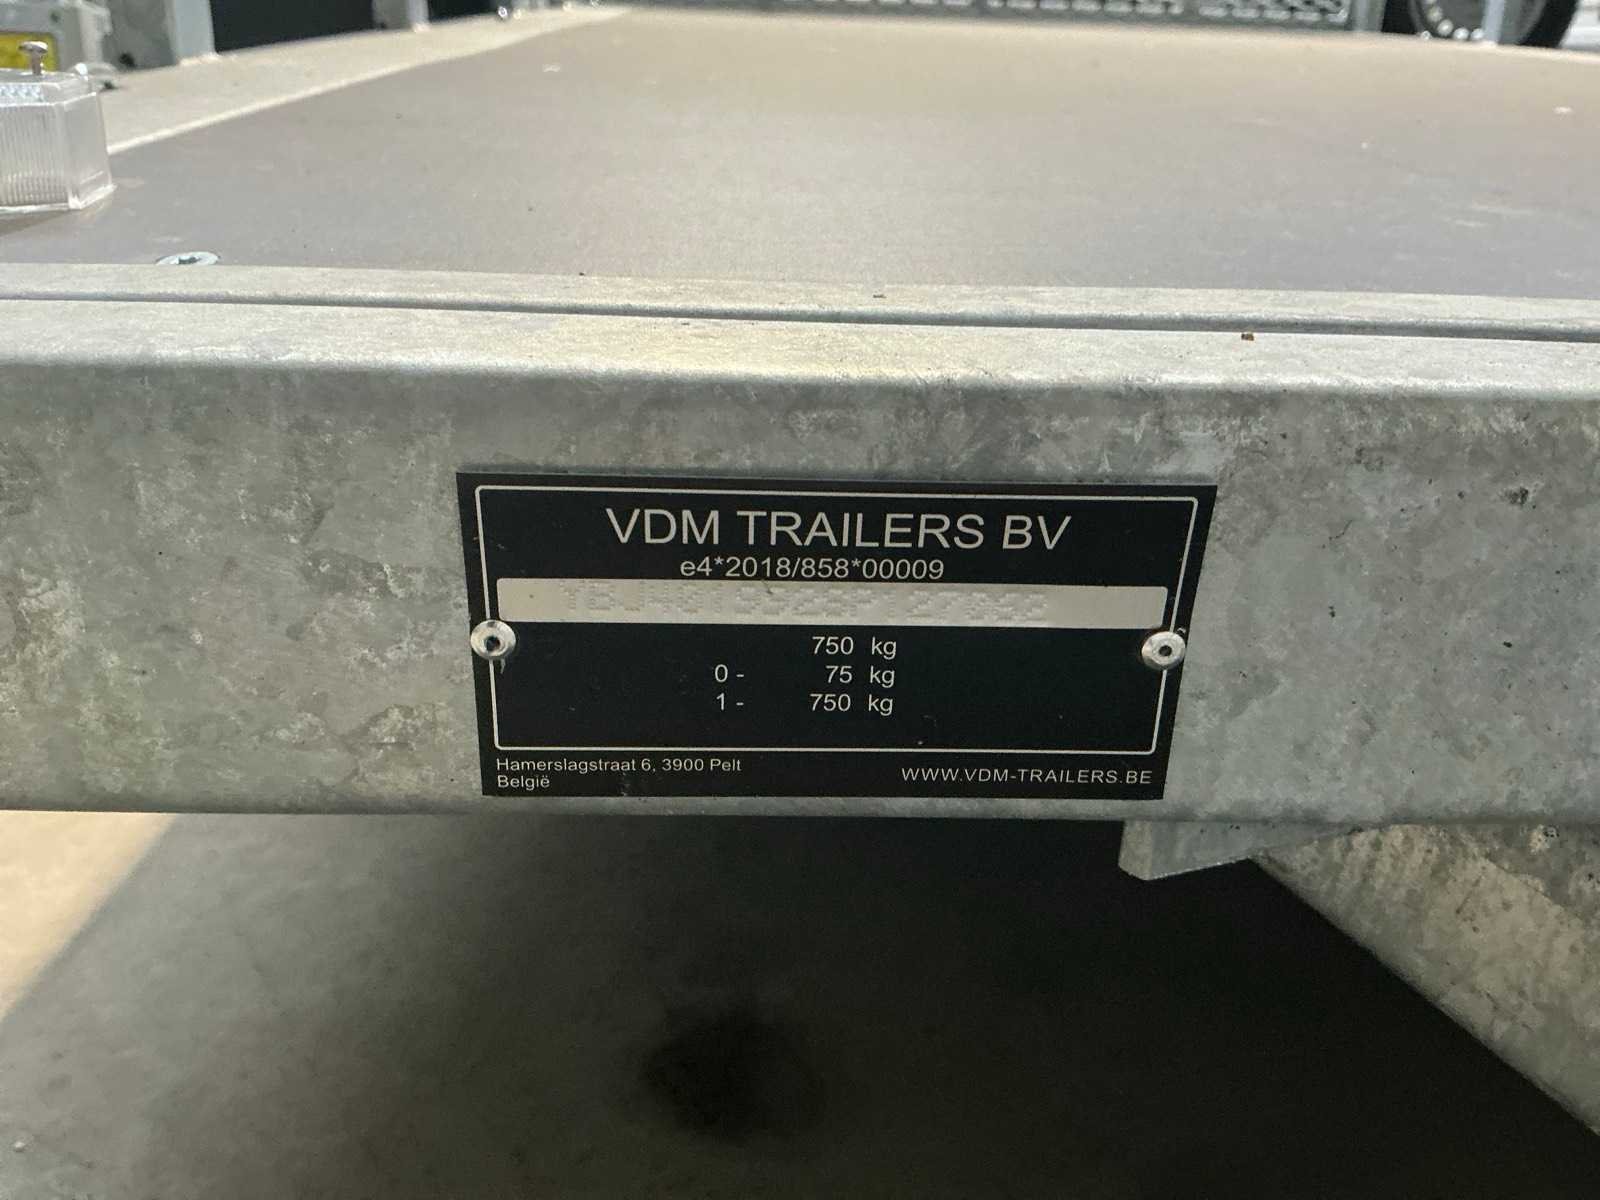 VDM TRAILERS BV
e4*2018/858*00009
750 kg
0 - 75 kg
1 - 750 kg
Hamerslagstraat 6, 3900 Pelt
België
WWW.VDM-TRAILERS.BE